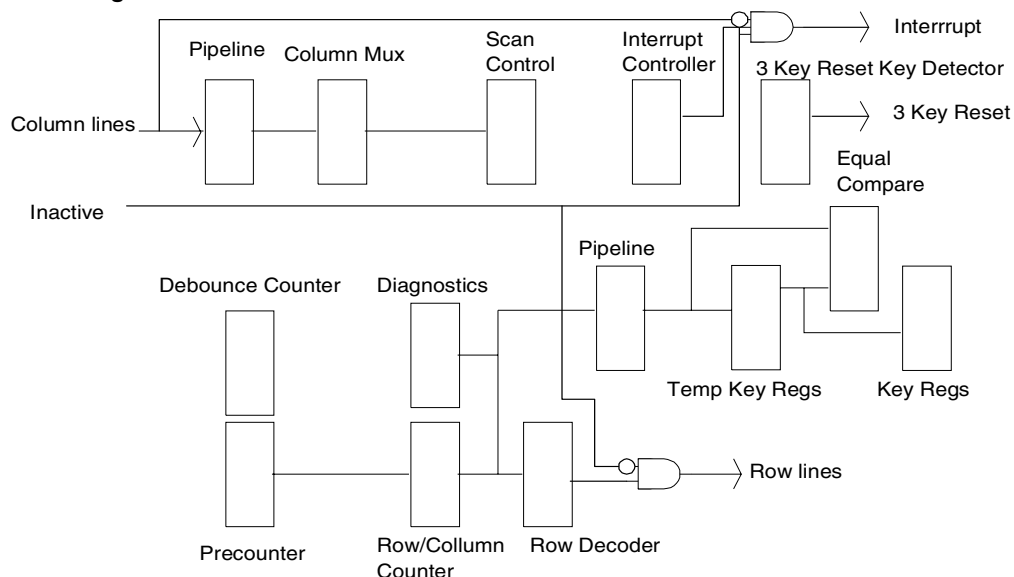 Pipeline
Column Mux
Scan
Control
Interrupt
Controller
Interrrupt
3 Key Reset Key Detector
Column lines
3 Key Reset
Equal
Compare
Inactive
Pipeline
Debounce Counter
Diagnostics
Temp Key Regs
Key Regs
Row lines
Precounter
Row/Collumn
Counter
Row Decoder